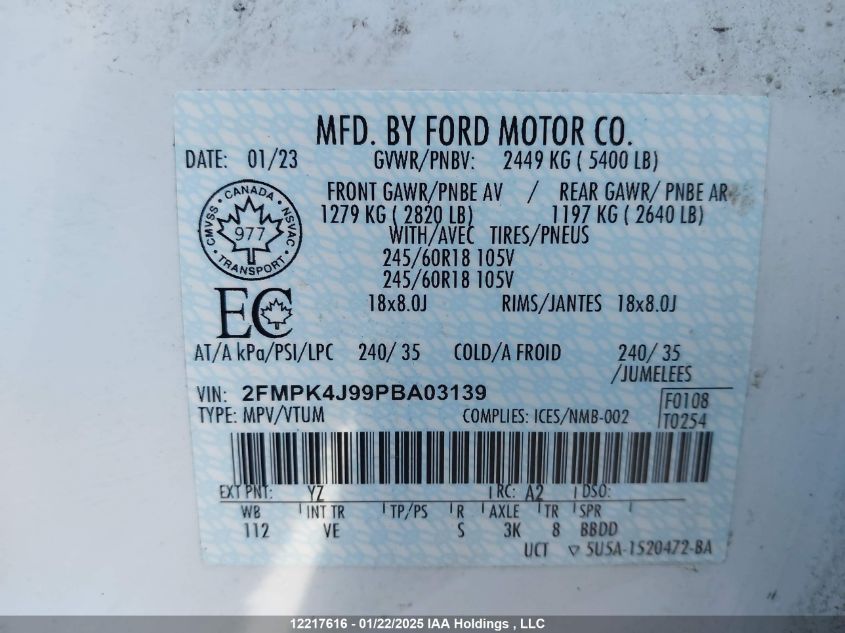 MFD. BY FORD MOTOR CO.
DATE: 01/23 GVWR/PNBV: 2449 KG ( 5400 LB)
FRONT GAWR/PNBE AV / REAR GAWR/ PNBE AR
1279 KG ( 2820 LB) 1197 KG ( 2640 LB)
WITH/AVEC TIRES/PNEUS
245/60R18 105V
245/60R18 105V
18x8.0J RIMS/JANTES 18x8.0J
CMVSS · CANADA · NSVAC · TRANSPORT ·
977
EC
AT/A kPa/PSI/LPC 240/ 35 COLD/A FROID 240/ 35
/JUMELEES
VIN: 2FMPK4J99PBA03139
TYPE: MPV/VTUM COMPLIES: ICES/NMB-002
F0108
T0254
EXT PNT: YZ RC: A2 DSO:
WB INT TR TP/PS R AXLE TR SPR
112 VE S 3K 8 BBDD
UCT ▽ 5U5A-1520472-BA
12217616 - 01/22/2025 IAA Holdings , LLC